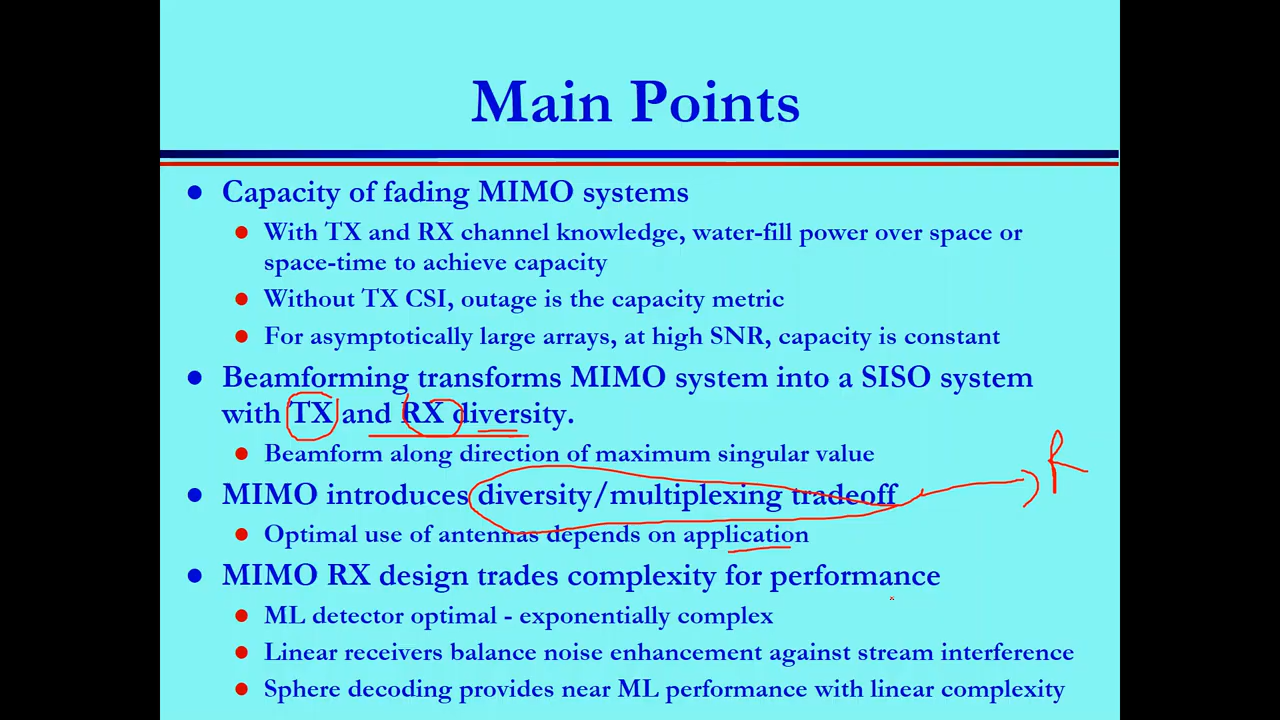 Main Points
Capacity of fading MIMO systems
With TX and RX channel knowledge, water-fill power over space or
space-time to achieve capacity
Without TX CSI, outage is the capacity metric
For asymptotically large arrays, at high SNR, capacity is constant
Beamforming transforms MIMO system into a SISO system
with TX and RX diversity.
Beamform along direction of maximum singular value
MIMO introduces diversity/multiplexing tradeoff
Optimal use of antennas depends on application
MIMO RX design trades complexity for performance
ML detector optimal - exponentially complex
Linear receivers balance noise enhancement against stream interference
Sphere decoding provides near ML performance with linear complexity